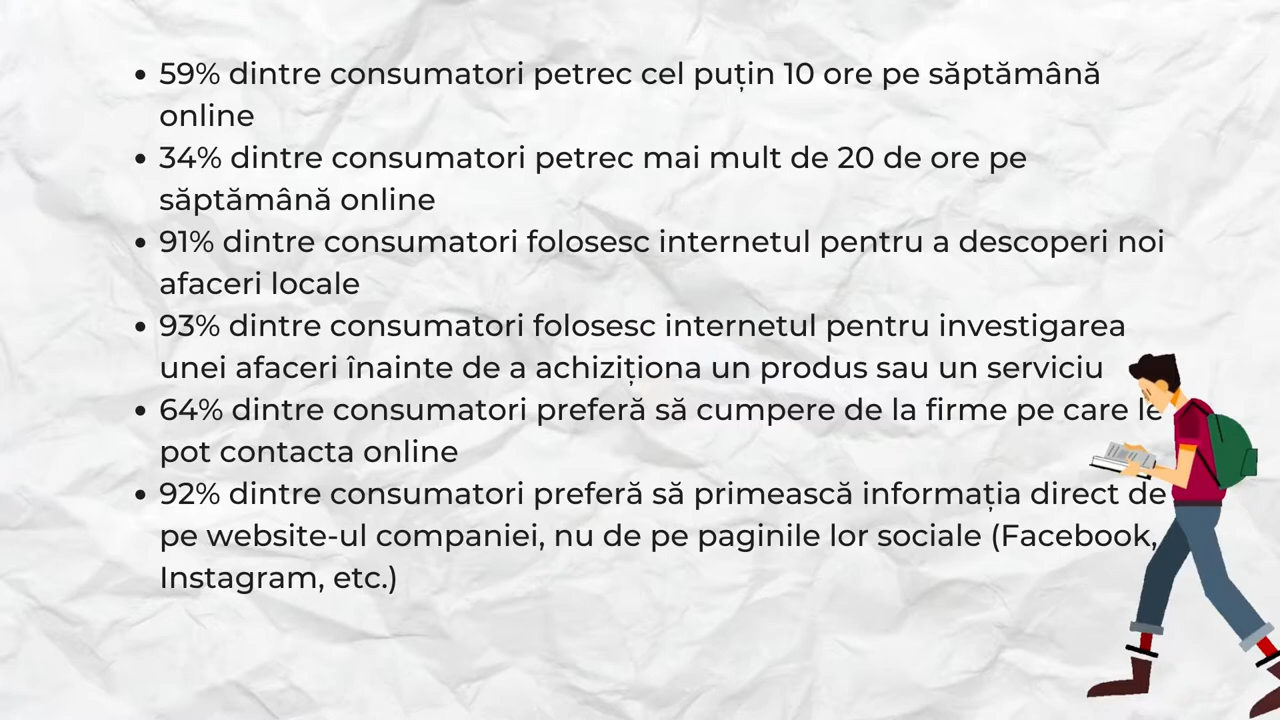 • 59% dintre consumatori petrec cel puțin 10 ore pe săptămână
online
• 34% dintre consumatori petrec mai mult de 20 de ore pe
săptămână online
• 91% dintre consumatori folosesc internetul pentru a descoperi noi
afaceri locale
• 93% dintre consumatori folosesc internetul pentru investigarea
unei afaceri înainte de a achiziționa un produs sau un serviciu
• 64% dintre consumatori preferă să cumpere de la firme pe care le
pot contacta online
• 92% dintre consumatori preferă să primească informația direct de
pe website-ul companiei, nu de pe paginile lor sociale (Facebook,
Instagram, etc.)